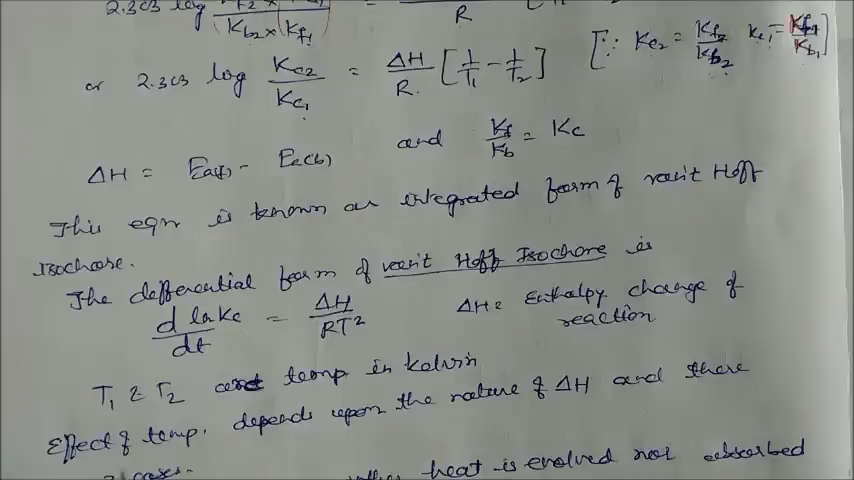 2.303 log
R
Kb2 × Kf1
or 2.303 log Kc2/Kc1 = ΔH/R [1/T1 - 1/T2] [∵ Kc2 = Kf2/Kb2 Kc1 = Kf1/Kb1]
ΔH = Ea(f) - Ea(b) and Kf/Kb = Kc
This eqn is known as integrated form of vant Hoff
Isochore.
The differential form of vant Hoff Isochore is
d lnKc/dt = ΔH/RT² ΔH = Enthalpy change of
reaction
T1 & T2 are temp in Kelvin
Effect of temp. depends upon the nature of ΔH and there
cases.
heat is evolved nor absorbed